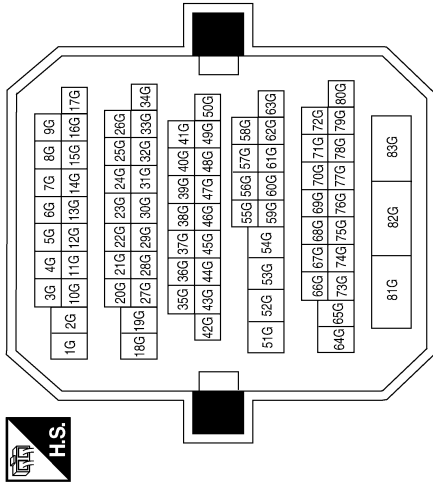 3G 4G 5G 6G 7G 8G 9G
1G 2G 10G 11G 12G 13G 14G 15G 16G 17G
20G 21G 22G 23G 24G 25G 26G
18G 19G 27G 28G 29G 30G 31G 32G 33G 34G
35G 36G 37G 38G 39G 40G 41G
42G 43G 44G 45G 46G 47G 48G 49G 50G
55G 56G 57G 58G
51G 52G 53G 54G 59G 60G 61G 62G 63G
66G 67G 68G 69G 70G 71G 72G
64G 65G 73G 74G 75G 76G 77G 78G 79G 80G
81G 82G 83G
H.S.